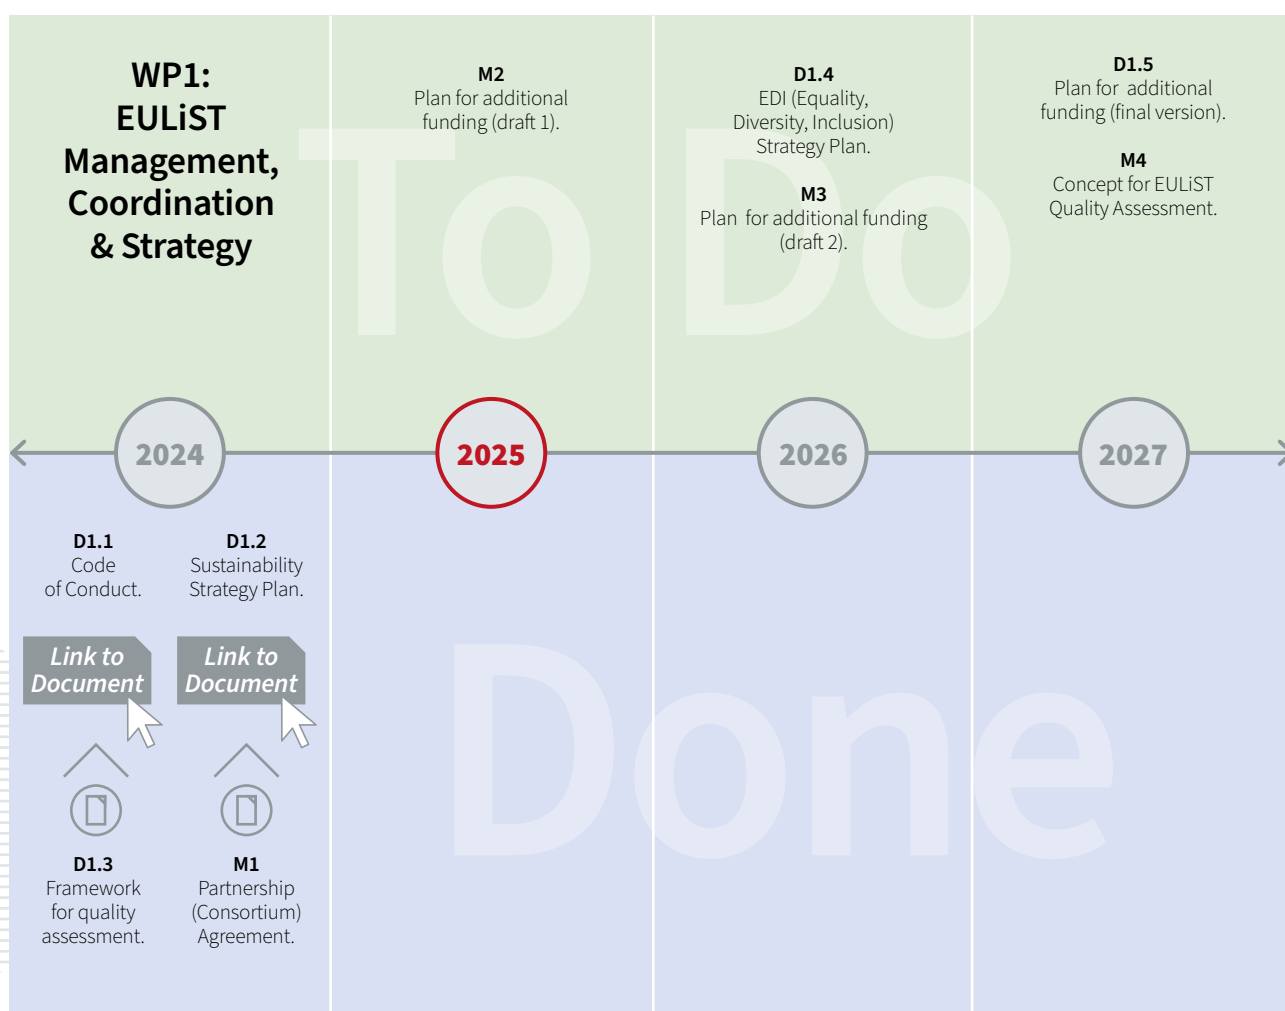 WP1:
EULiST
Management,
Coordination
& Strategy
M2
Plan for additional
funding (draft 1).
D1.4
EDI (Equality,
Diversity, Inclusion)
Strategy Plan.
M3
Plan for additional funding
(draft 2).
D1.5
Plan for additional
funding (final version).
M4
Concept for EULiST
Quality Assessment.
To Do
2024
2025
2026
2027
D1.1
Code
of Conduct.
Link to
Document
D1.2
Sustainability
Strategy Plan.
Link to
Document
D1.3
Framework
for quality
assessment.
M1
Partnership
(Consortium)
Agreement.
Done